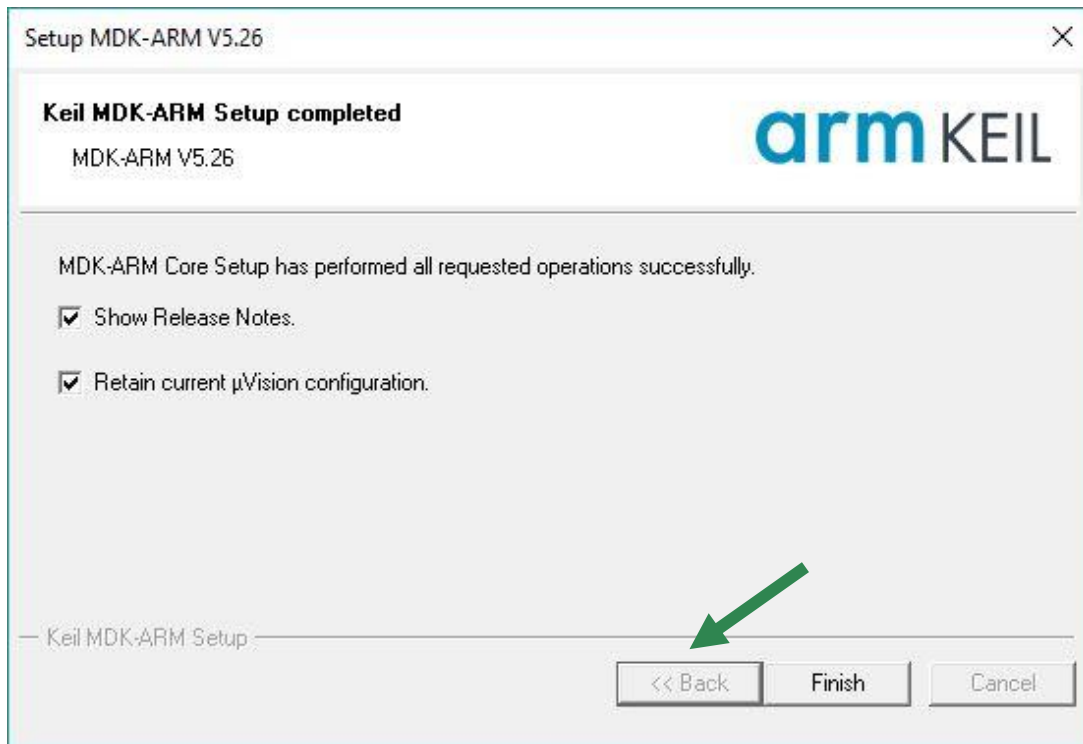 Setup MDK-ARM V5.26
Keil MDK-ARM Setup completed
MDK-ARM V5.26
arm KEIL
MDK-ARM Core Setup has performed all requested operations successfully.
Show Release Notes.
Retain current µVision configuration.
Keil MDK-ARM Setup
<< Back Finish Cancel